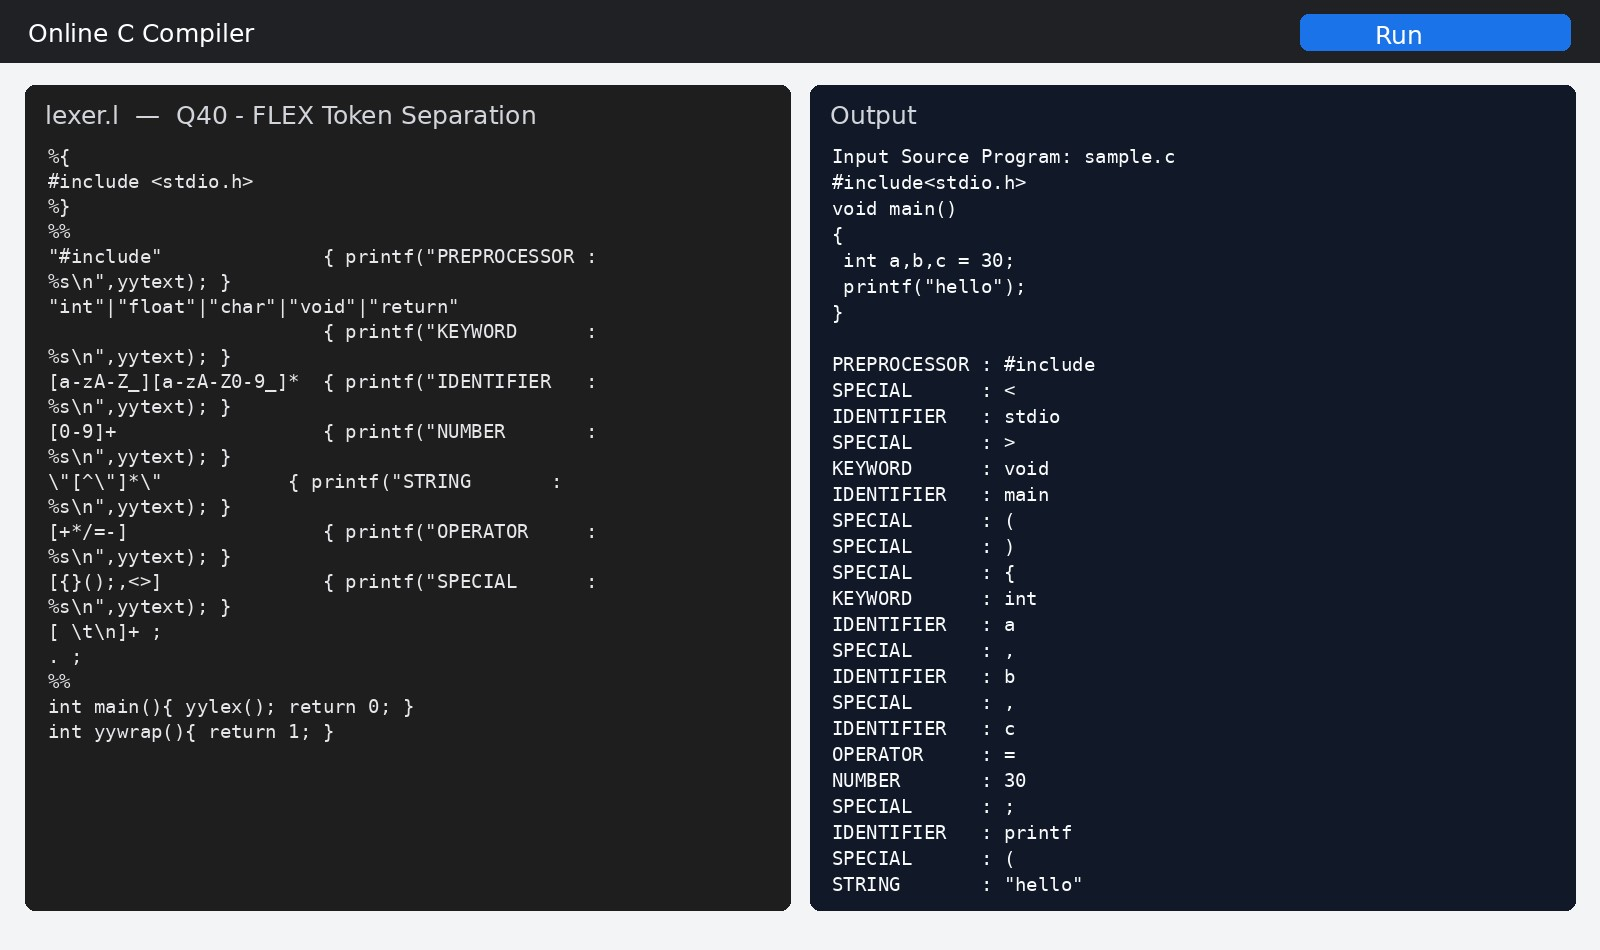 Online C Compiler
Run
lexer.l — Q40 - FLEX Token Separation
%{
#include <stdio.h>
%}
%%
"#include"              { printf("PREPROCESSOR :
%s\n",yytext); }
"int"|"float"|"char"|"void"|"return"
                        { printf("KEYWORD      :
%s\n",yytext); }
[a-zA-Z_][a-zA-Z0-9_]*  { printf("IDENTIFIER   :
%s\n",yytext); }
[0-9]+                  { printf("NUMBER       :
%s\n",yytext); }
\"[^\"]*\"           { printf("STRING       :
%s\n",yytext); }
[+*/=-]                 { printf("OPERATOR     :
%s\n",yytext); }
[{}();,<>]              { printf("SPECIAL      :
%s\n",yytext); }
[ \t\n]+ ;
. ;
%%
int main(){ yylex(); return 0; }
int yywrap(){ return 1; }
Output
Input Source Program: sample.c
#include<stdio.h>
void main()
{
 int a,b,c = 30;
 printf("hello");
}
PREPROCESSOR : #include
SPECIAL      : <
IDENTIFIER   : stdio
SPECIAL      : >
KEYWORD      : void
IDENTIFIER   : main
SPECIAL      : (
SPECIAL      : )
SPECIAL      : {
KEYWORD      : int
IDENTIFIER   : a
SPECIAL      : ,
IDENTIFIER   : b
SPECIAL      : ,
IDENTIFIER   : c
OPERATOR     : =
NUMBER       : 30
SPECIAL      : ;
IDENTIFIER   : printf
SPECIAL      : (
STRING       : "hello"